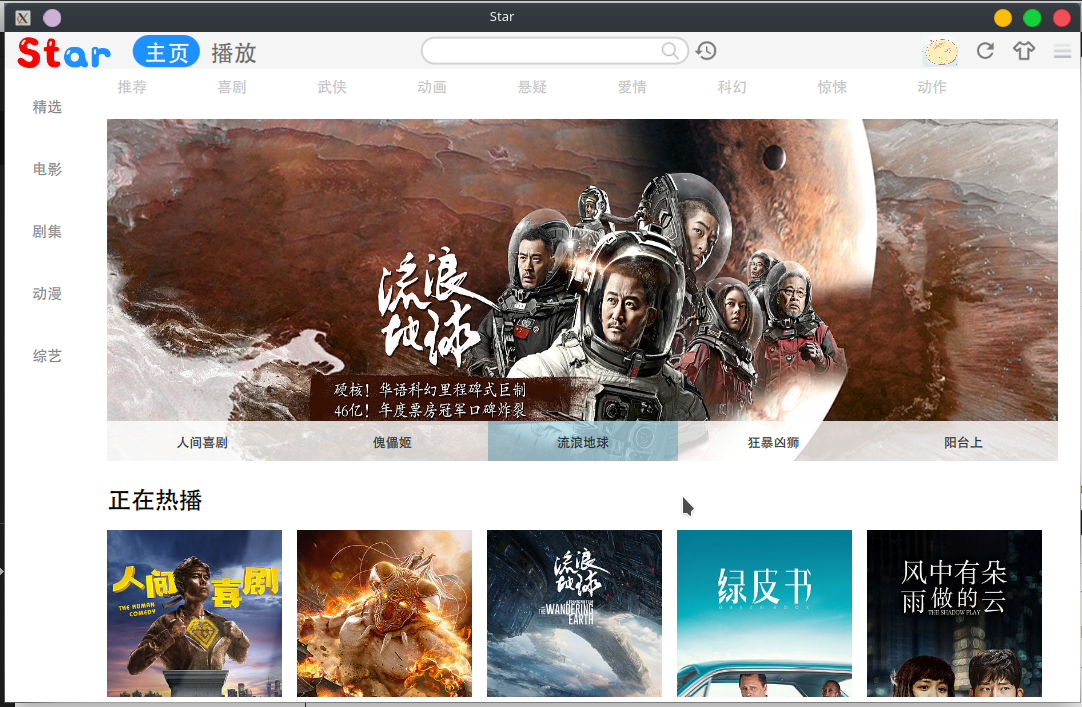 Star
Star 主页 播放
推荐 喜剧 武侠 动画 悬疑 爱情 科幻 惊悚 动作
精选
电影
剧集
动漫
综艺
流浪
地球
硬核！华语科幻里程碑式巨制
46亿！年度票房冠军口碑炸裂
人间喜剧 傀儡姬 流浪地球 狂暴凶狮 阳台上
正在热播
人间喜剧
THE HUMAN
COMEDY
流浪
地球
THE WANDERING
EARTH
绿皮书
GREEN BOOK
风中有朵
雨做的云
THE SHADOW PLAY